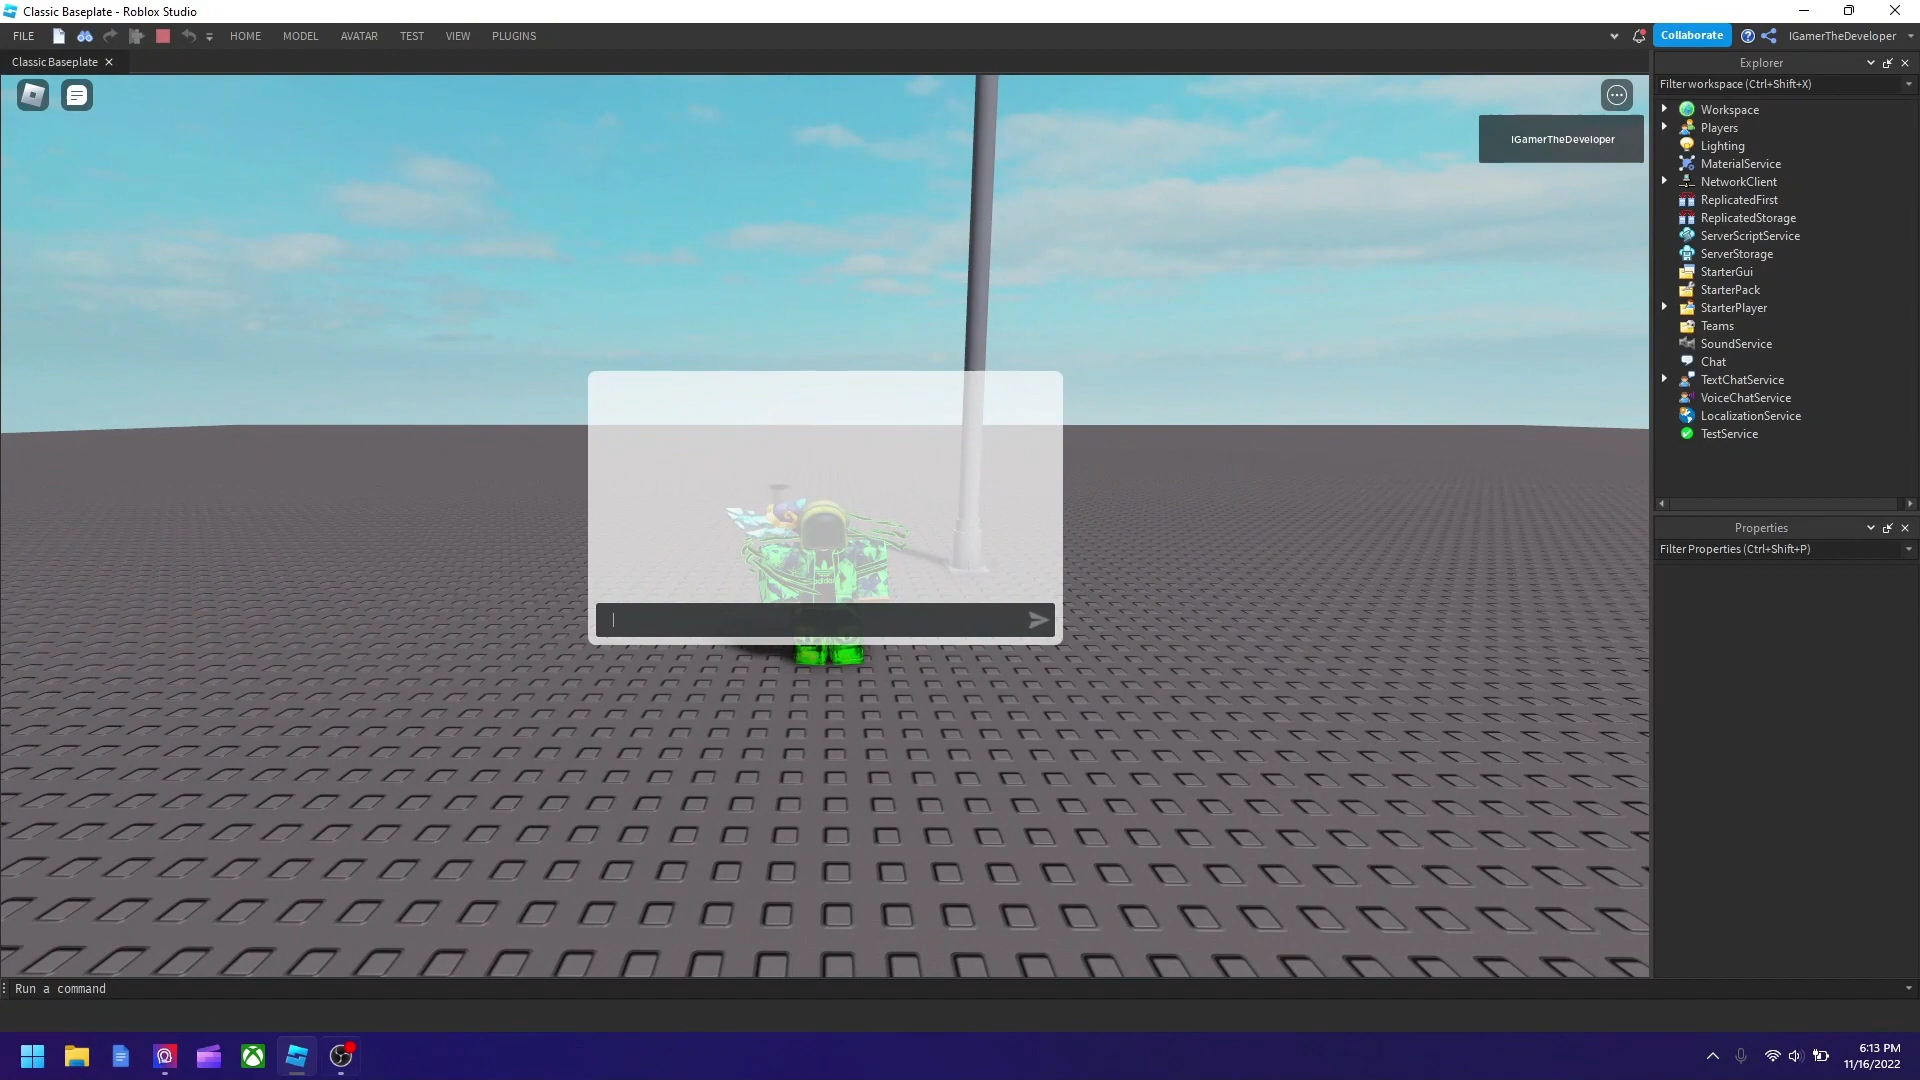 Classic Baseplate - Roblox Studio
FILE HOME MODEL AVATAR TEST VIEW PLUGINS Collaborate IGamerTheDeveloper
Classic Baseplate
IGamerTheDeveloper
adidas
Explorer
Filter workspace (Ctrl+Shift+X)
Workspace
Players
Lighting
MaterialService
NetworkClient
ReplicatedFirst
ReplicatedStorage
ServerScriptService
ServerStorage
StarterGui
StarterPack
StarterPlayer
Teams
SoundService
Chat
TextChatService
VoiceChatService
LocalizationService
TestService
Properties
Filter Properties (Ctrl+Shift+P)
Run a command
6:13 PM
11/16/2022